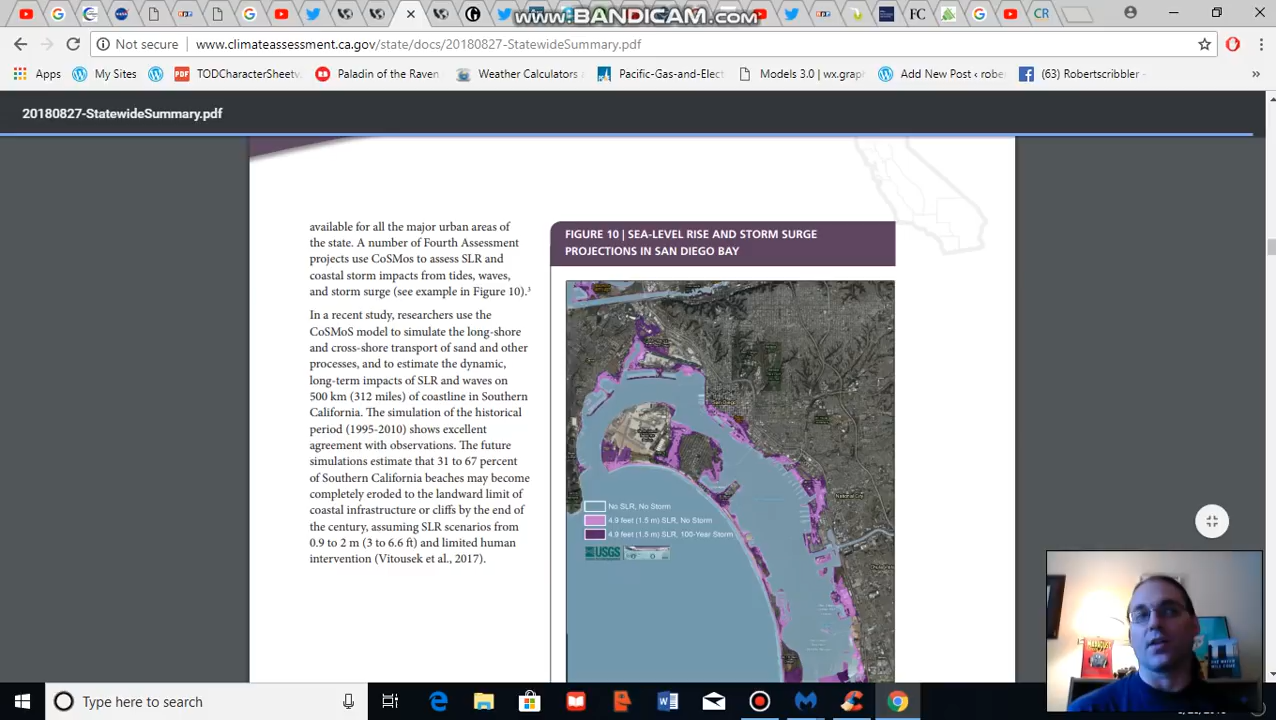 www.BANDICAM.com
FC
CR
Not secure | www.climateassessment.ca.gov/state/docs/20180827-StatewideSummary.pdf
Apps My Sites TODCharacterSheetv Paladin of the Raven Weather Calculators Pacific-Gas-and-Elect Models 3.0 | wx.grap Add New Post ‹ robe (63) Robertscribbler - »
20180827-StatewideSummary.pdf
available for all the major urban areas of
the state. A number of Fourth Assessment
projects use CoSMos to assess SLR and
coastal storm impacts from tides, waves,
and storm surge (see example in Figure 10).³
In a recent study, researchers use the
CoSMoS model to simulate the long-shore
and cross-shore transport of sand and other
processes, and to estimate the dynamic,
long-term impacts of SLR and waves on
500 km (312 miles) of coastline in Southern
California. The simulation of the historical
period (1995-2010) shows excellent
agreement with observations. The future
simulations estimate that 31 to 67 percent
of Southern California beaches may become
completely eroded to the landward limit of
coastal infrastructure or cliffs by the end of
the century, assuming SLR scenarios from
0.9 to 2 m (3 to 6.6 ft) and limited human
intervention (Vitousek et al., 2017).
FIGURE 10 | SEA-LEVEL RISE AND STORM SURGE
PROJECTIONS IN SAN DIEGO BAY
National City
No SLR, No Storm
4.9 feet (1.5 m) SLR, No Storm
4.9 feet (1.5 m) SLR, 100-Year Storm
USGS
THE WATER
WILL COME
Type here to search